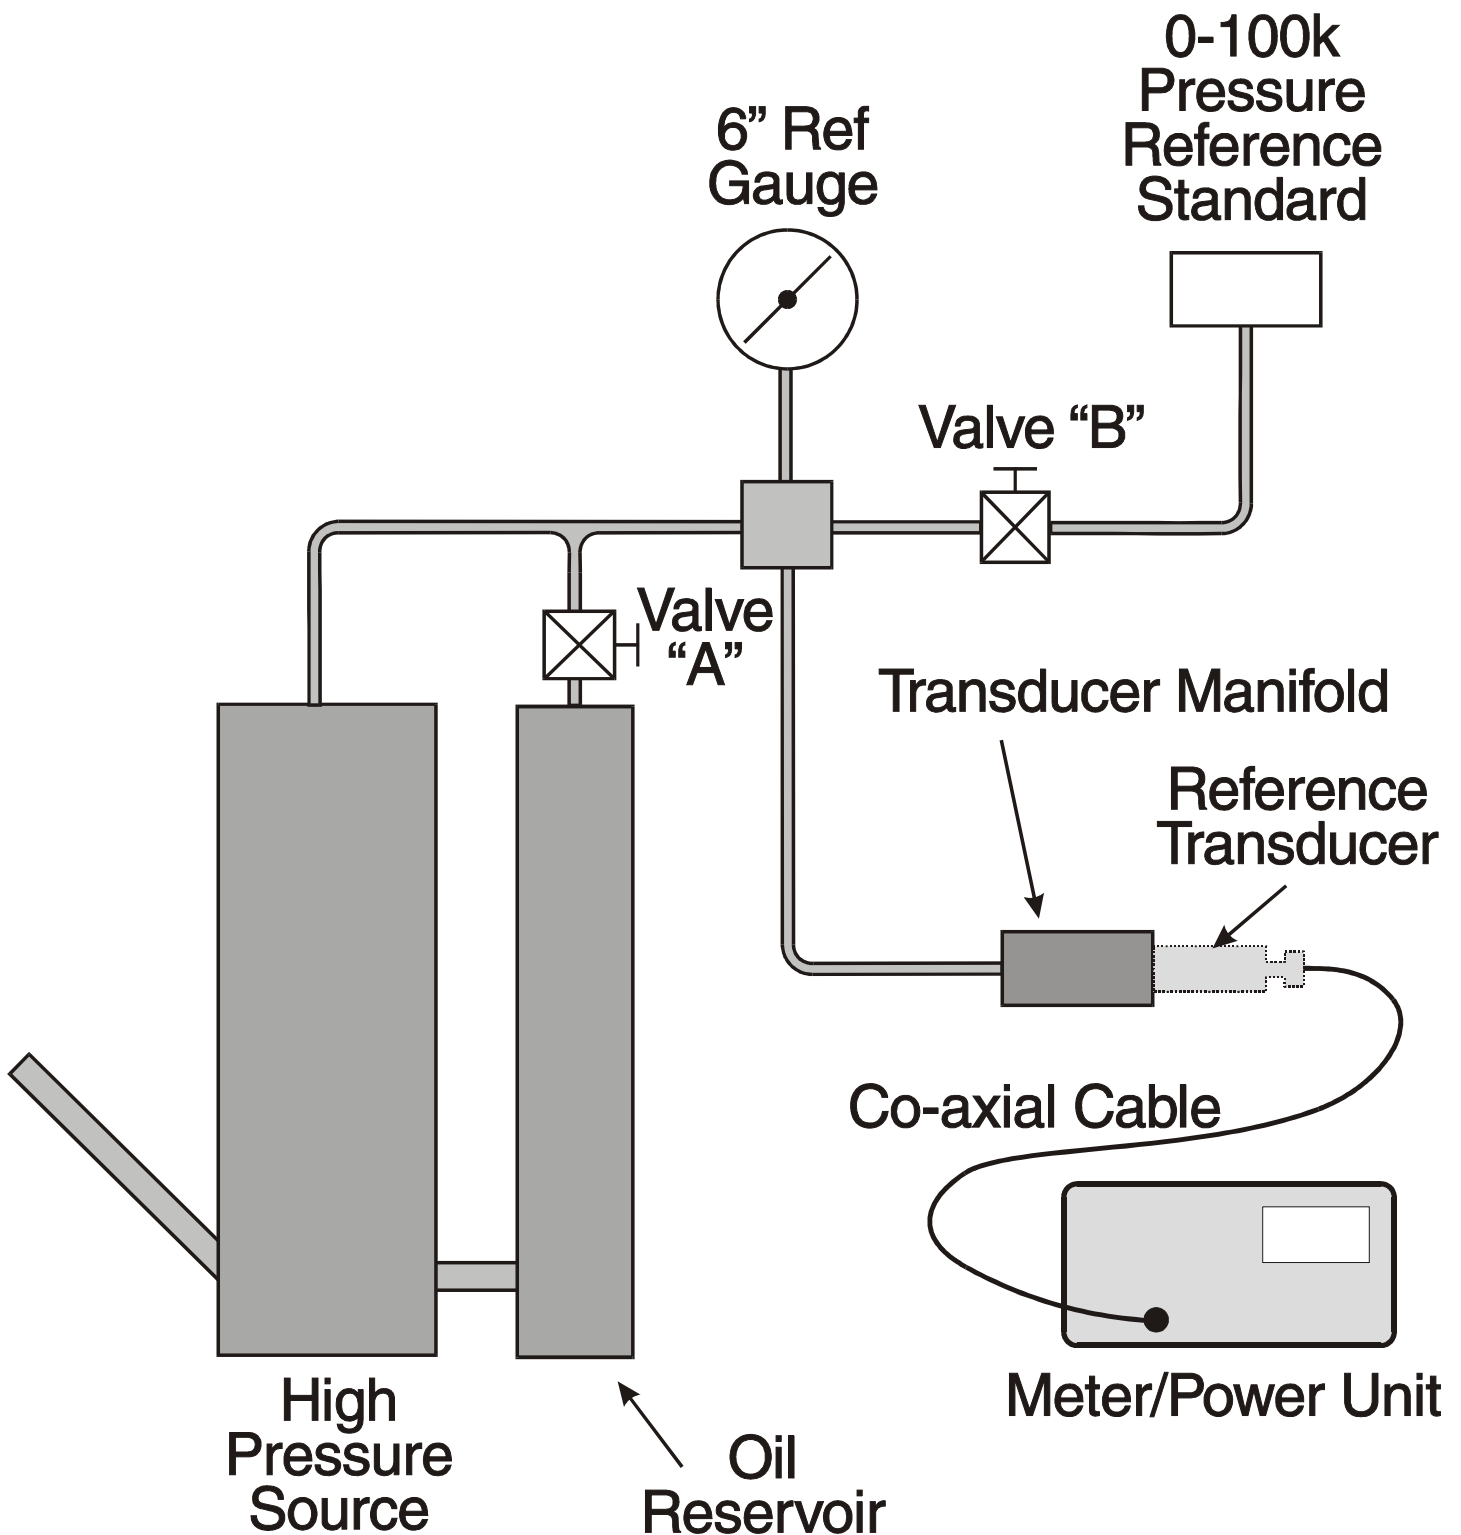 0-100k
Pressure
Reference
Standard
6” Ref
Gauge
Valve “B”
Valve
“A”
Transducer Manifold
Reference
Transducer
Co-axial Cable
Meter/Power Unit
High
Pressure
Source
Oil
Reservoir